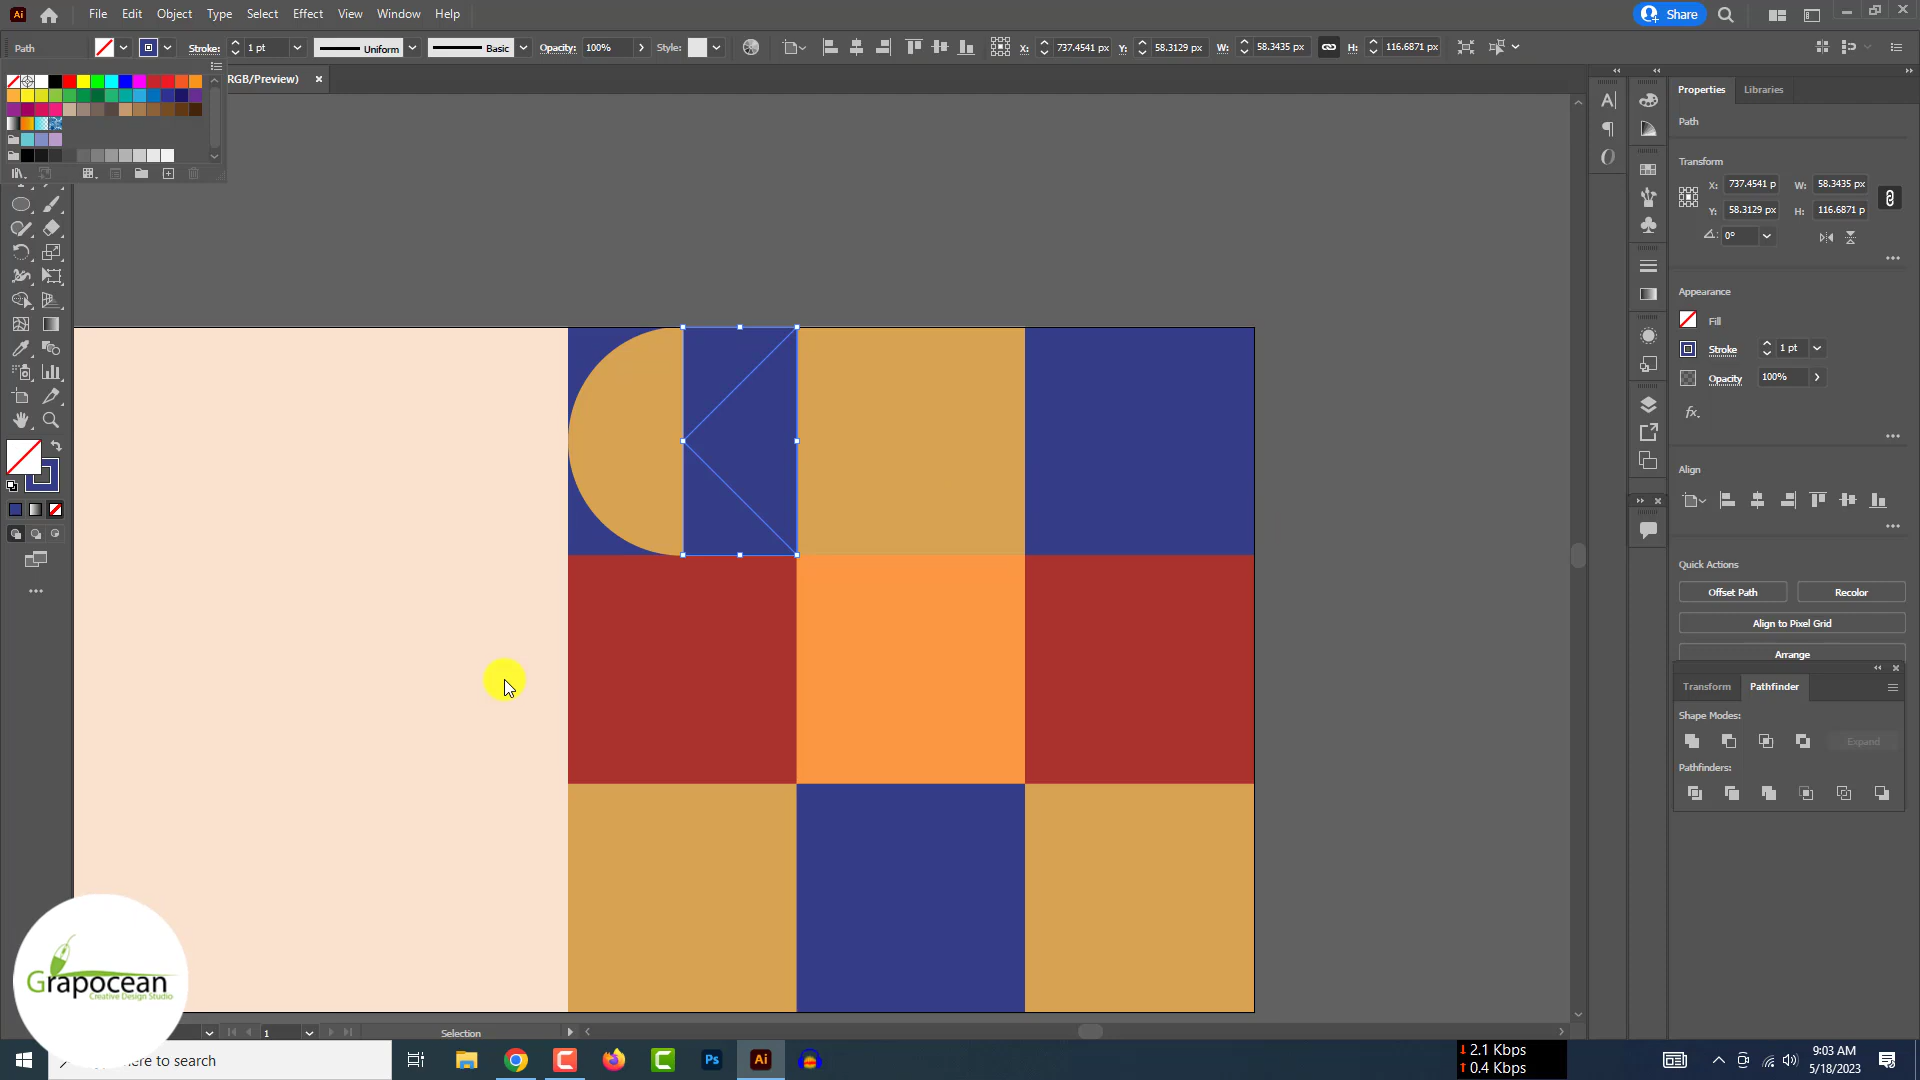 Ai File Edit Object Type Select Effect View Window Help Share
Path Stroke: 1 pt Uniform Basic Opacity: 100% Style: X: 737.4541 px Y: 58.3129 px W: 58.3435 px H: 116.6871 px
RGB/Preview)
Properties Libraries
Path
Transform
X: 737.4541 p W: 58.3435 px
Y: 58.3129 px H: 116.6871 p
0°
Appearance
Fill
Stroke 1 pt
Opacity 100%
fx.
Align
Quick Actions
Offset Path Recolor
Align to Pixel Grid
Arrange
Transform Pathfinder
Shape Modes:
Expand
Pathfinders:
Grapocean
Creative Design Studio
1 Selection
here to search
Ps Ai
2.1 Kbps
0.4 Kbps
9:03 AM
5/18/2023